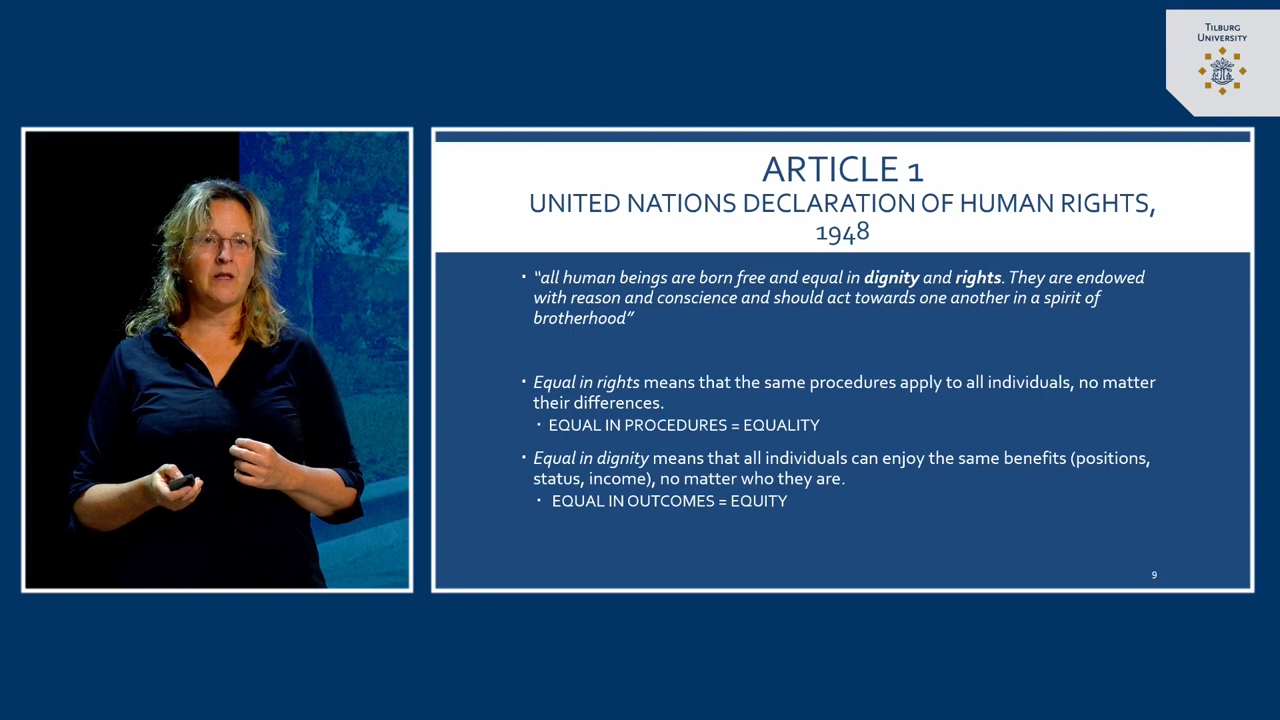 TILBURG
UNIVERSITY
ARTICLE 1
UNITED NATIONS DECLARATION OF HUMAN RIGHTS,
1948
· “all human beings are born free and equal in dignity and rights. They are endowed
with reason and conscience and should act towards one another in a spirit of
brotherhood”
· Equal in rights means that the same procedures apply to all individuals, no matter
their differences.
· EQUAL IN PROCEDURES = EQUALITY
· Equal in dignity means that all individuals can enjoy the same benefits (positions,
status, income), no matter who they are.
· EQUAL IN OUTCOMES = EQUITY
9